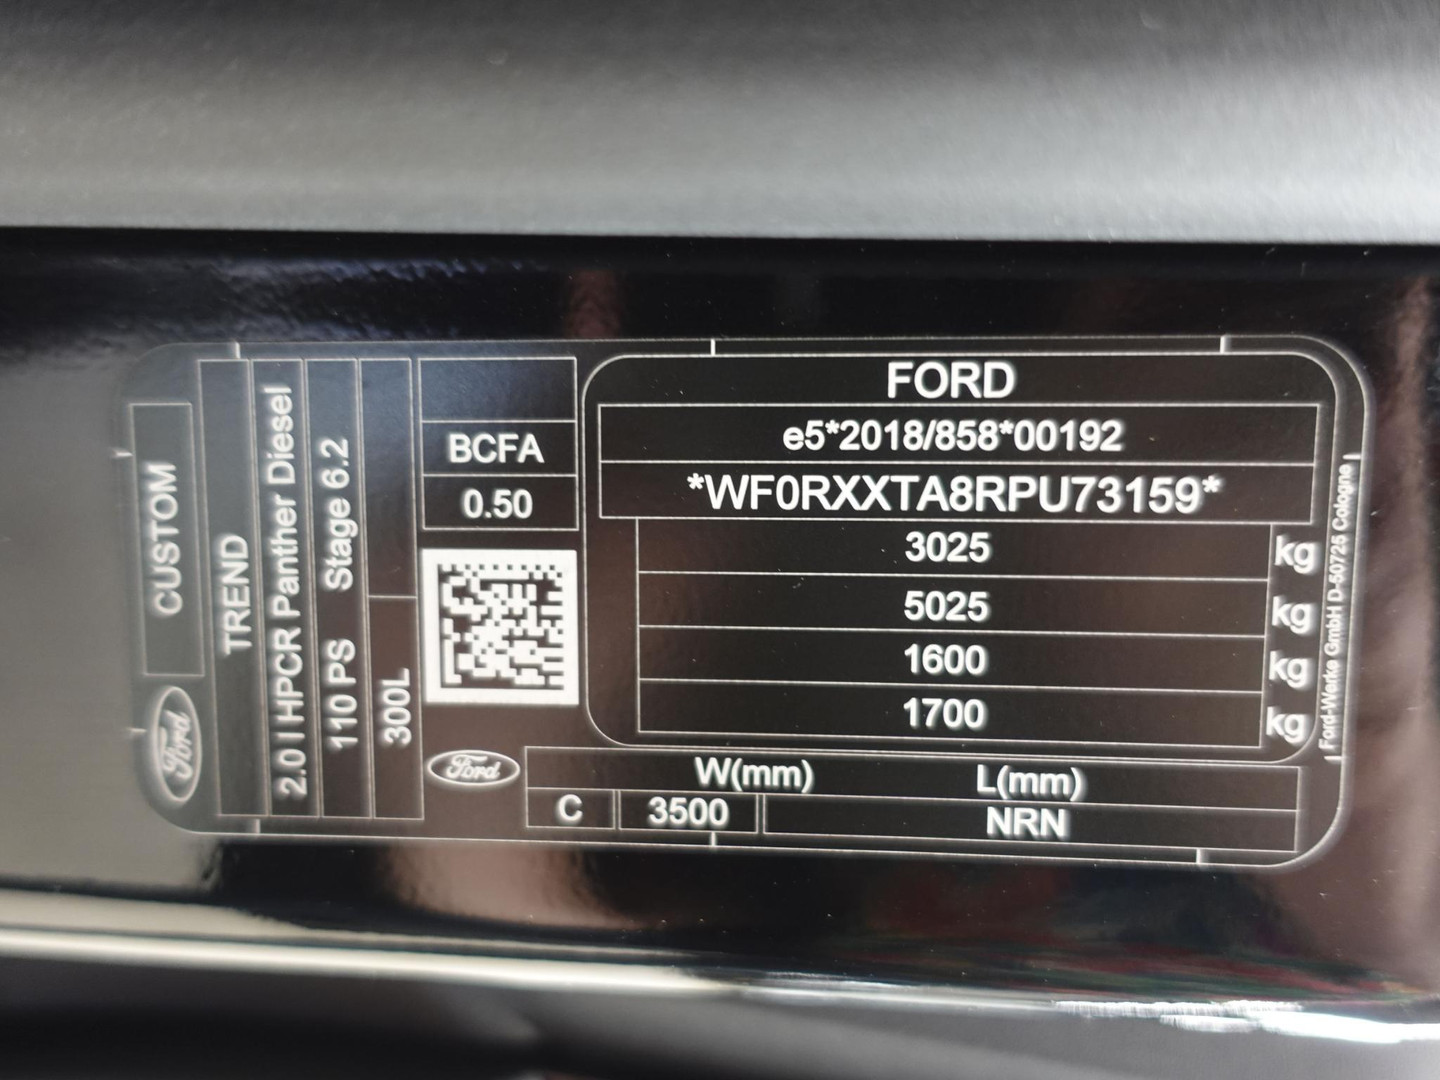 FORD
e5*2018/858*00192
*WF0RXXTA8RPU73159*
3025 kg
5025 kg
1600 kg
1700 kg
W(mm) L(mm)
C 3500 NRN
Ford-Werke GmbH D-50725 Cologne
BCFA
0.50
Ford
Ford CUSTOM
TREND
2.0 l HPCR Panther Diesel
110 PS Stage 6.2
300L